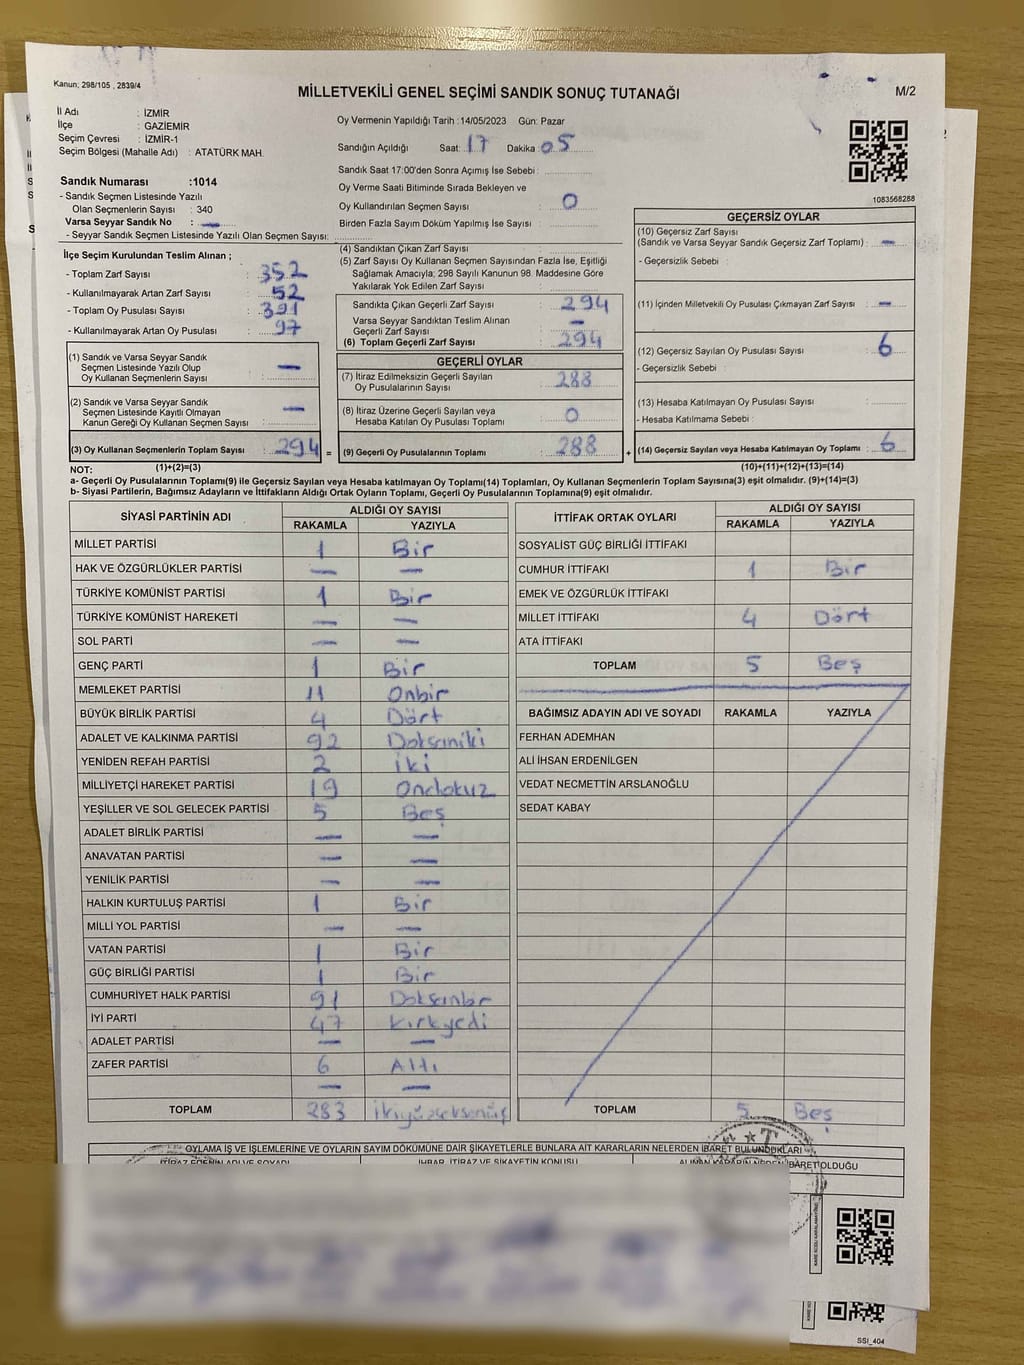 Kanun; 298/105 , 2839/4
MİLLETVEKİLİ GENEL SEÇİMİ SANDIK SONUÇ TUTANAĞI
M/2
İl Adı : İZMİR
İlçe : GAZİEMİR
Seçim Çevresi : İZMİR-1
Seçim Bölgesi (Mahalle Adı) : ATATÜRK MAH.
Oy Vermenin Yapıldığı Tarih :14/05/2023 Gün: Pazar
Sandığın Açıldığı Saat: 17 Dakika: 05
Sandık Saat 17:00'den Sonra Açımış İse Sebebi :
Oy Verme Saati Bitiminde Sırada Bekleyen ve
Oy Kullandırılan Seçmen Sayısı : 0
Birden Fazla Sayım Döküm Yapılmış İse Sayısı :
1083568288
Sandık Numarası :1014
- Sandık Seçmen Listesinde Yazılı
Olan Seçmenlerin Sayısı : 340
Varsa Seyyar Sandık No : —
- Seyyar Sandık Seçmen Listesinde Yazılı Olan Seçmen Sayısı:
İlçe Seçim Kurulundan Teslim Alınan ;
- Toplam Zarf Sayısı : 352
- Kullanılmayarak Artan Zarf Sayısı : 52
- Toplam Oy Pusulası Sayısı : 391
- Kullanılmayarak Artan Oy Pusulası : 97
(1) Sandık ve Varsa Seyyar Sandık
Seçmen Listesinde Yazılı Olup
Oy Kullanan Seçmenlerin Sayısı : —
(2) Sandık ve Varsa Seyyar Sandık
Seçmen Listesinde Kayıtlı Olmayan
Kanun Gereği Oy Kullanan Seçmen Sayısı : —
(3) Oy Kullanan Seçmenlerin Toplam Sayısı : 294 =
(4) Sandıktan Çıkan Zarf Sayısı :
(5) Zarf Sayısı Oy Kullanan Seçmen Sayısından Fazla İse, Eşitliği
Sağlamak Amacıyla; 298 Sayılı Kanunun 98. Maddesine Göre
Yakılarak Yok Edilen Zarf Sayısı :
Sandıkta Çıkan Geçerli Zarf Sayısı : 294
Varsa Seyyar Sandıktan Teslim Alınan
Geçerli Zarf Sayısı : —
(6) Toplam Geçerli Zarf Sayısı : 294
GEÇERLİ OYLAR
(7) İtiraz Edilmeksizin Geçerli Sayılan
Oy Pusulalarının Sayısı : 288
(8) İtiraz Üzerine Geçerli Sayılan veya
Hesaba Katılan Oy Pusulası Toplamı : 0
(9) Geçerli Oy Pusulalarının Toplamı : 288 +
GEÇERSİZ OYLAR
(10) Geçersiz Zarf Sayısı
(Sandık ve Varsa Seyyar Sandık Geçersiz Zarf Toplamı) : —
- Geçersizlik Sebebi :
(11) İçinden Milletvekili Oy Pusulası Çıkmayan Zarf Sayısı : —
(12) Geçersiz Sayılan Oy Pusulası Sayısı : 6
- Geçersizlik Sebebi :
(13) Hesaba Katılmayan Oy Pusulası Sayısı :
- Hesaba Katılmama Sebebi :
(14) Geçersiz Sayılan veya Hesaba Katılmayan Oy Toplamı : 6
NOT: (1)+(2)=(3) (10)+(11)+(12)+(13)=(14)
a- Geçerli Oy Pusulalarının Toplamı(9) ile Geçersiz Sayılan veya Hesaba katılmayan Oy Toplamı(14) Toplamları, Oy Kullanan Seçmenlerin Toplam Sayısına(3) eşit olmalıdır. (9)+(14)=(3)
b- Siyasi Partilerin, Bağımsız Adayların ve İttifakların Aldığı Ortak Oyların Toplamı, Geçerli Oy Pusulalarının Toplamına(9) eşit olmalıdır.
SİYASİ PARTİNİN ADI ALDIĞI OY SAYISI
RAKAMLA YAZIYLA
MİLLET PARTİSİ 1 Bir
HAK VE ÖZGÜRLÜKLER PARTİSİ — —
TÜRKİYE KOMÜNİST PARTİSİ 1 Bir
TÜRKİYE KOMÜNİST HAREKETİ — —
SOL PARTİ — —
GENÇ PARTİ 1 Bir
MEMLEKET PARTİSİ 11 Onbir
BÜYÜK BİRLİK PARTİSİ 4 Dört
ADALET VE KALKINMA PARTİSİ 92 Doksaniki
YENİDEN REFAH PARTİSİ 2 iki
MİLLİYETÇİ HAREKET PARTİSİ 19 Ondokuz
YEŞİLLER VE SOL GELECEK PARTİSİ 5 Beş
ADALET BİRLİK PARTİSİ — —
ANAVATAN PARTİSİ — —
YENİLİK PARTİSİ — —
HALKIN KURTULUŞ PARTİSİ 1 Bir
MİLLİ YOL PARTİSİ — —
VATAN PARTİSİ 1 Bir
GÜÇ BİRLİĞİ PARTİSİ 1 Bir
CUMHURİYET HALK PARTİSİ 91 Doksanbir
İYİ PARTİ 47 Kırkyedi
ADALET PARTİSİ — —
ZAFER PARTİSİ 6 Altı
— —
TOPLAM 283 ikiyüzseksenüç
İTTİFAK ORTAK OYLARI ALDIĞI OY SAYISI
RAKAMLA YAZIYLA
SOSYALİST GÜÇ BİRLİĞİ İTTİFAKI
CUMHUR İTTİFAKI 1 Bir
EMEK VE ÖZGÜRLÜK İTTİFAKI
MİLLET İTTİFAKI 4 Dört
ATA İTTİFAKI
TOPLAM 5 Beş
BAĞIMSIZ ADAYIN ADI VE SOYADI RAKAMLA YAZIYLA
FERHAN ADEMHAN
ALİ İHSAN ERDENİLGEN
VEDAT NECMETTİN ARSLANOĞLU
SEDAT KABAY
TOPLAM 5 Beş
OYLAMA İŞ VE İŞLEMLERİNE VE OYLARIN SAYIM DÖKÜMÜNE DAİR ŞİKAYETLERLE BUNLARA AİT KARARLARIN NELERDEN İBARET BULUNDUKLARI
İTİRAZ EDENİN ADI VE SOYADI İHBAR, İTİRAZ VE ŞİKAYETİN KONUSU ALINAN KARARIN NEDEN İBARET OLDUĞU
SSI_404